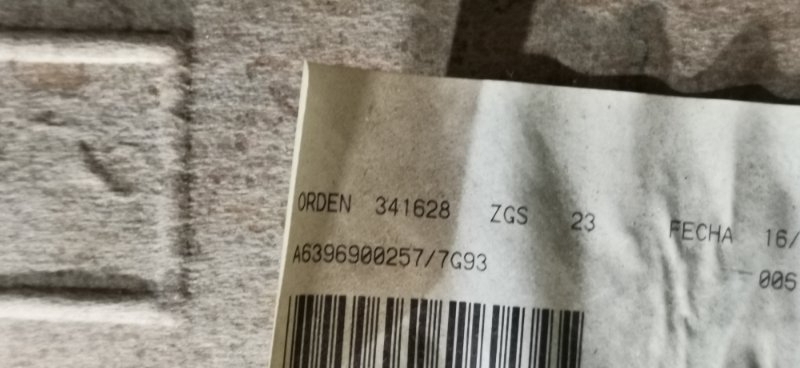 ORDEN 341628 ZGS 23 FECHA 16/
A6396900257/7G93
005